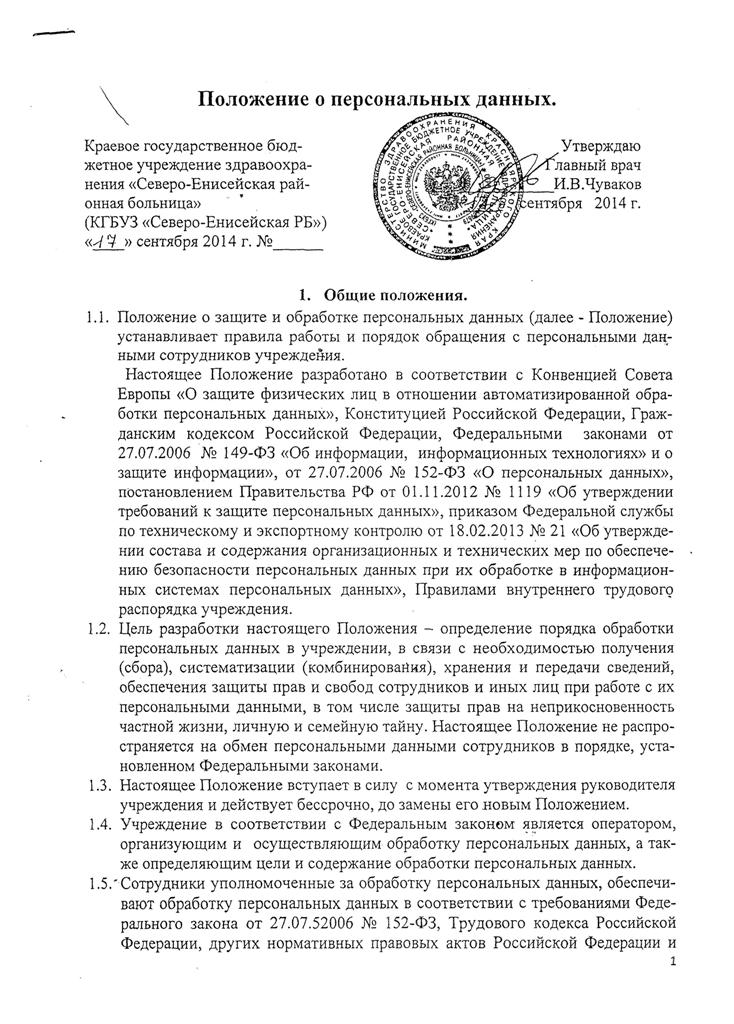 Положение о персональных данных.
Краевое государственное бюд-
жетное учреждение здравоохра-
нения «Северо-Енисейская рай-
онная больница»
(КГБУЗ «Северо-Енисейская РБ»)
«17» сентября 2014 г. №______
Утверждаю
Главный врач
И.В.Чуваков
сентября 2014 г.
1. Общие положения.
1.1. Положение о защите и обработке персональных данных (далее - Положение)
устанавливает правила работы и порядок обращения с персональными дан-
ными сотрудников учреждения.
Настоящее Положение разработано в соответствии с Конвенцией Совета
Европы «О защите физических лиц в отношении автоматизированной обра-
ботки персональных данных», Конституцией Российской Федерации, Граж-
данским кодексом Российской Федерации, Федеральными законами от
27.07.2006 № 149-ФЗ «Об информации, информационных технологиях» и о
защите информации», от 27.07.2006 № 152-ФЗ «О персональных данных»,
постановлением Правительства РФ от 01.11.2012 № 1119 «Об утверждении
требований к защите персональных данных», приказом Федеральной службы
по техническому и экспортному контролю от 18.02.2013 № 21 «Об утвержде-
нии состава и содержания организационных и технических мер по обеспече-
нию безопасности персональных данных при их обработке в информацион-
ных системах персональных данных», Правилами внутреннего трудового
распорядка учреждения.
1.2. Цель разработки настоящего Положения – определение порядка обработки
персональных данных в учреждении, в связи с необходимостью получения
(сбора), систематизации (комбинирования), хранения и передачи сведений,
обеспечения защиты прав и свобод сотрудников и иных лиц при работе с их
персональными данными, в том числе защиты прав на неприкосновенность
частной жизни, личную и семейную тайну. Настоящее Положение не распро-
страняется на обмен персональными данными сотрудников в порядке, уста-
новленном Федеральными законами.
1.3. Настоящее Положение вступает в силу с момента утверждения руководителя
учреждения и действует бессрочно, до замены его новым Положением.
1.4. Учреждение в соответствии с Федеральным законом является оператором,
организующим и осуществляющим обработку персональных данных, а так-
же определяющим цели и содержание обработки персональных данных.
1.5. Сотрудники уполномоченные за обработку персональных данных, обеспечи-
вают обработку персональных данных в соответствии с требованиями Феде-
рального закона от 27.07.52006 № 152-ФЗ, Трудового кодекса Российской
Федерации, других нормативных правовых актов Российской Федерации и
1